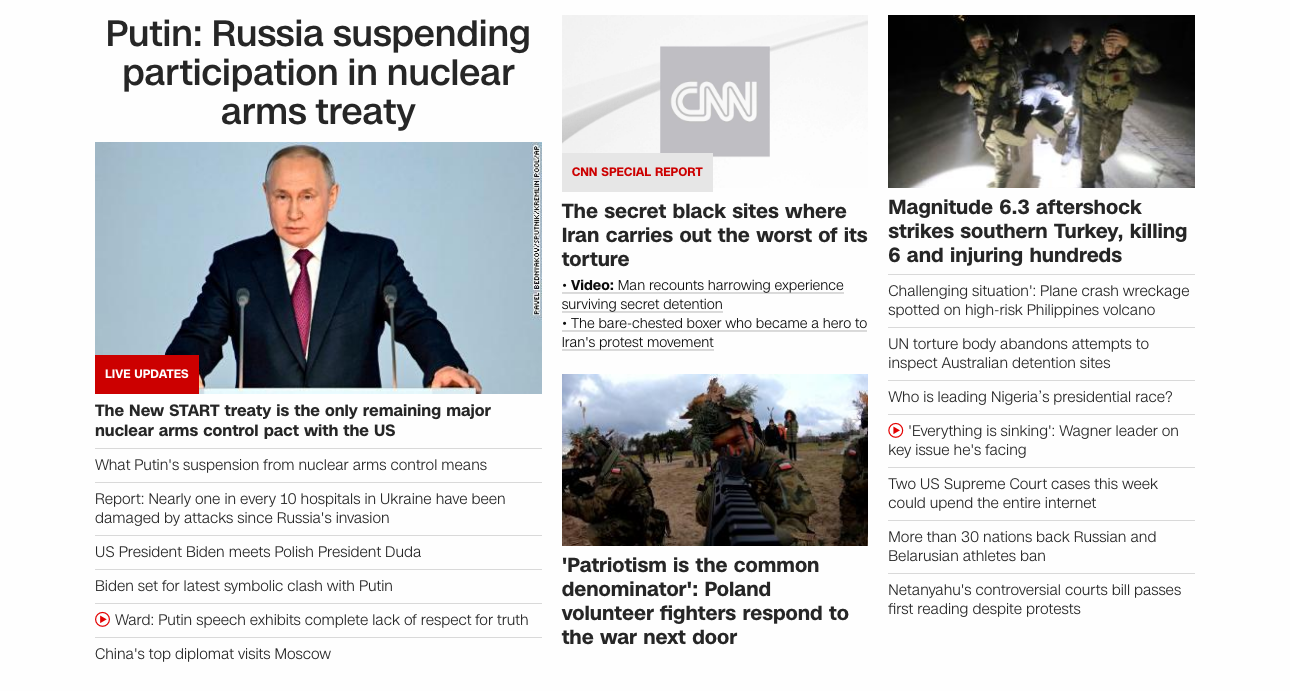 Putin: Russia suspending
participation in nuclear
arms treaty
PAVEL BEDNYAKOV/SPUTNIK/KREMLIN POOL/AP
LIVE UPDATES
The New START treaty is the only remaining major
nuclear arms control pact with the US
What Putin's suspension from nuclear arms control means
Report: Nearly one in every 10 hospitals in Ukraine have been
damaged by attacks since Russia's invasion
US President Biden meets Polish President Duda
Biden set for latest symbolic clash with Putin
Ward: Putin speech exhibits complete lack of respect for truth
China's top diplomat visits Moscow
CNN
CNN SPECIAL REPORT
The secret black sites where
Iran carries out the worst of its
torture
• Video: Man recounts harrowing experience
surviving secret detention
• The bare-chested boxer who became a hero to
Iran's protest movement
'Patriotism is the common
denominator': Poland
volunteer fighters respond to
the war next door
Magnitude 6.3 aftershock
strikes southern Turkey, killing
6 and injuring hundreds
Challenging situation': Plane crash wreckage
spotted on high-risk Philippines volcano
UN torture body abandons attempts to
inspect Australian detention sites
Who is leading Nigeria’s presidential race?
'Everything is sinking': Wagner leader on
key issue he's facing
Two US Supreme Court cases this week
could upend the entire internet
More than 30 nations back Russian and
Belarusian athletes ban
Netanyahu's controversial courts bill passes
first reading despite protests